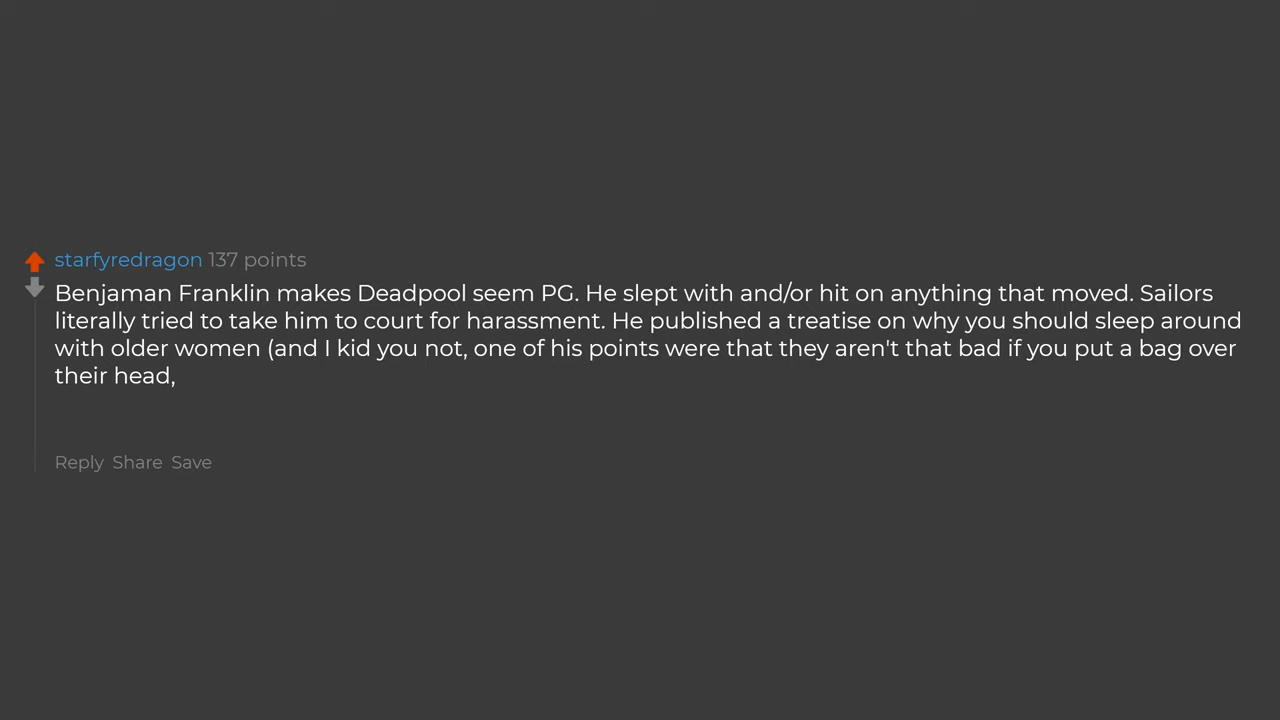 starfyredragon 137 points
Benjaman Franklin makes Deadpool seem PG. He slept with and/or hit on anything that moved. Sailors
literally tried to take him to court for harassment. He published a treatise on why you should sleep around
with older women (and I kid you not, one of his points were that they aren't that bad if you put a bag over
their head,
Reply Share Save